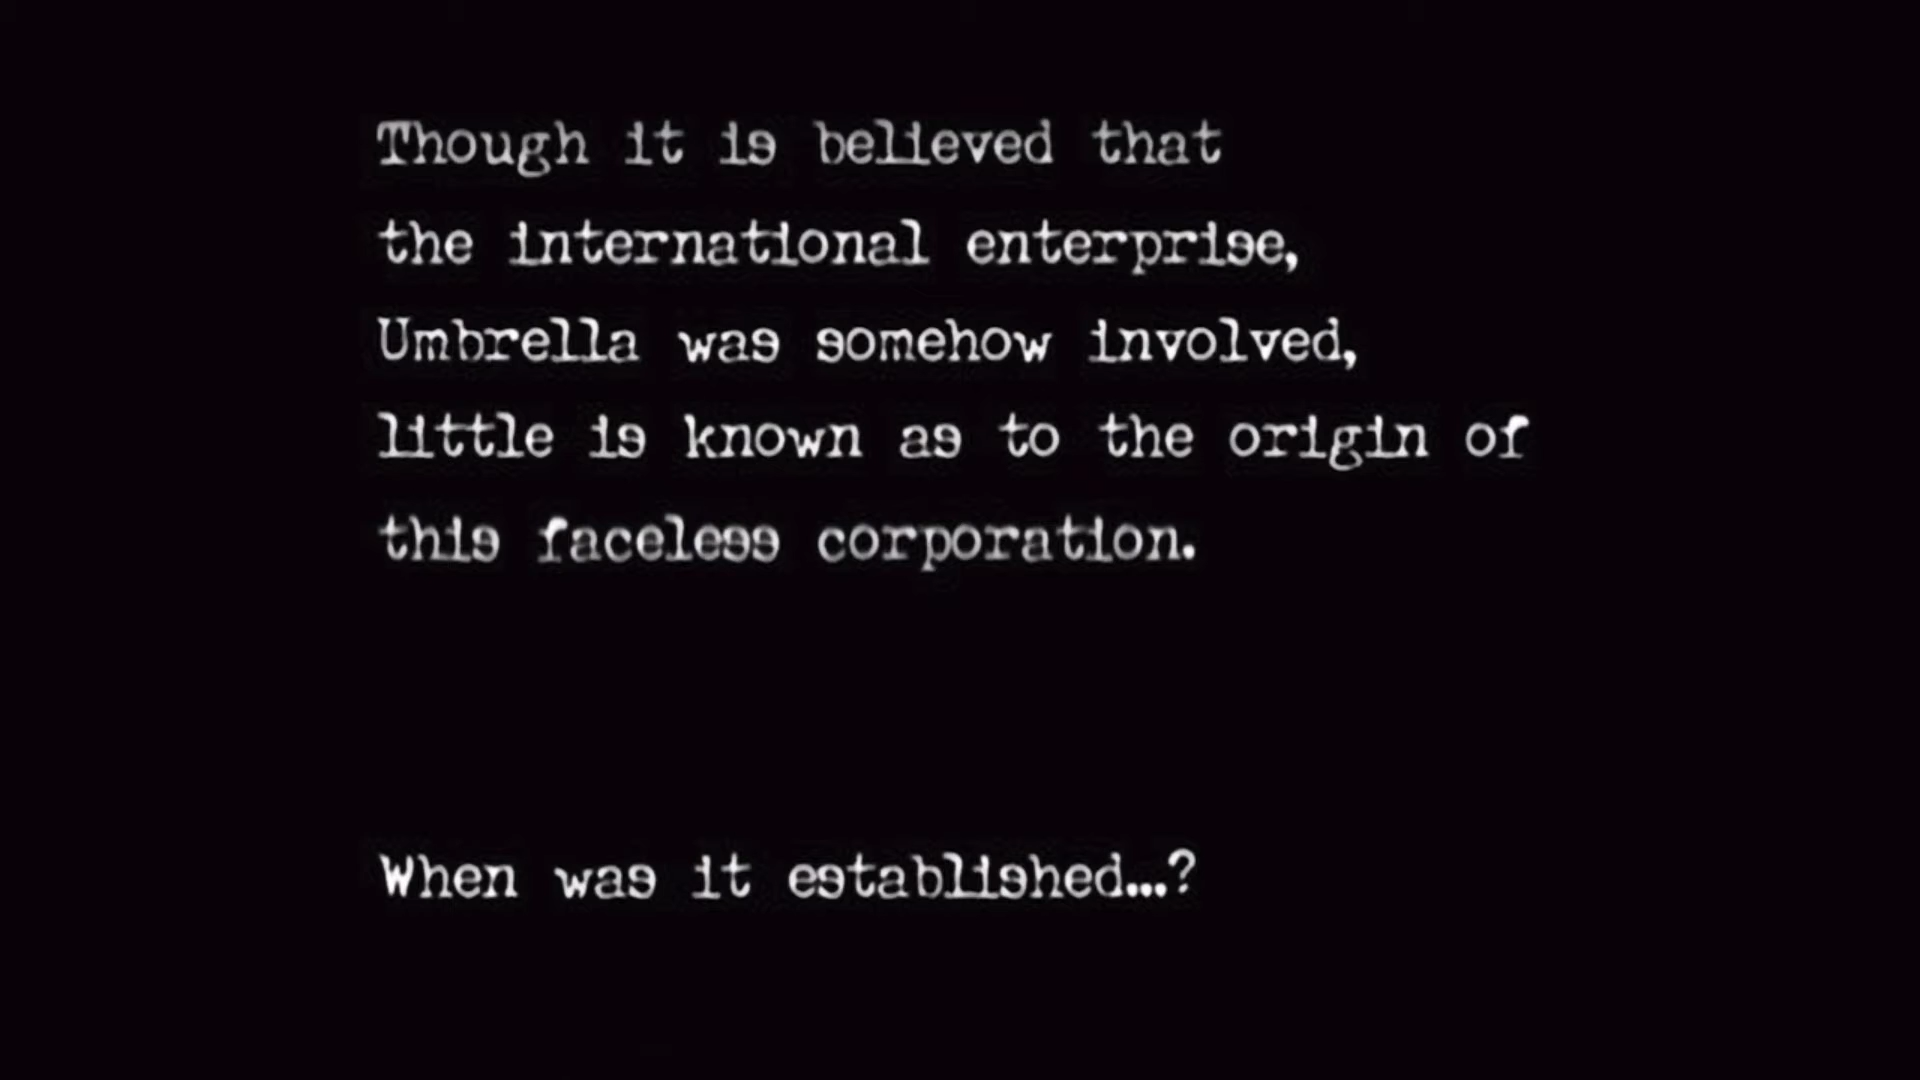 Though it is believed that
the international enterprise,
Umbrella was somehow involved,
little is known as to the origin of
this faceless corporation.
When was it established...?